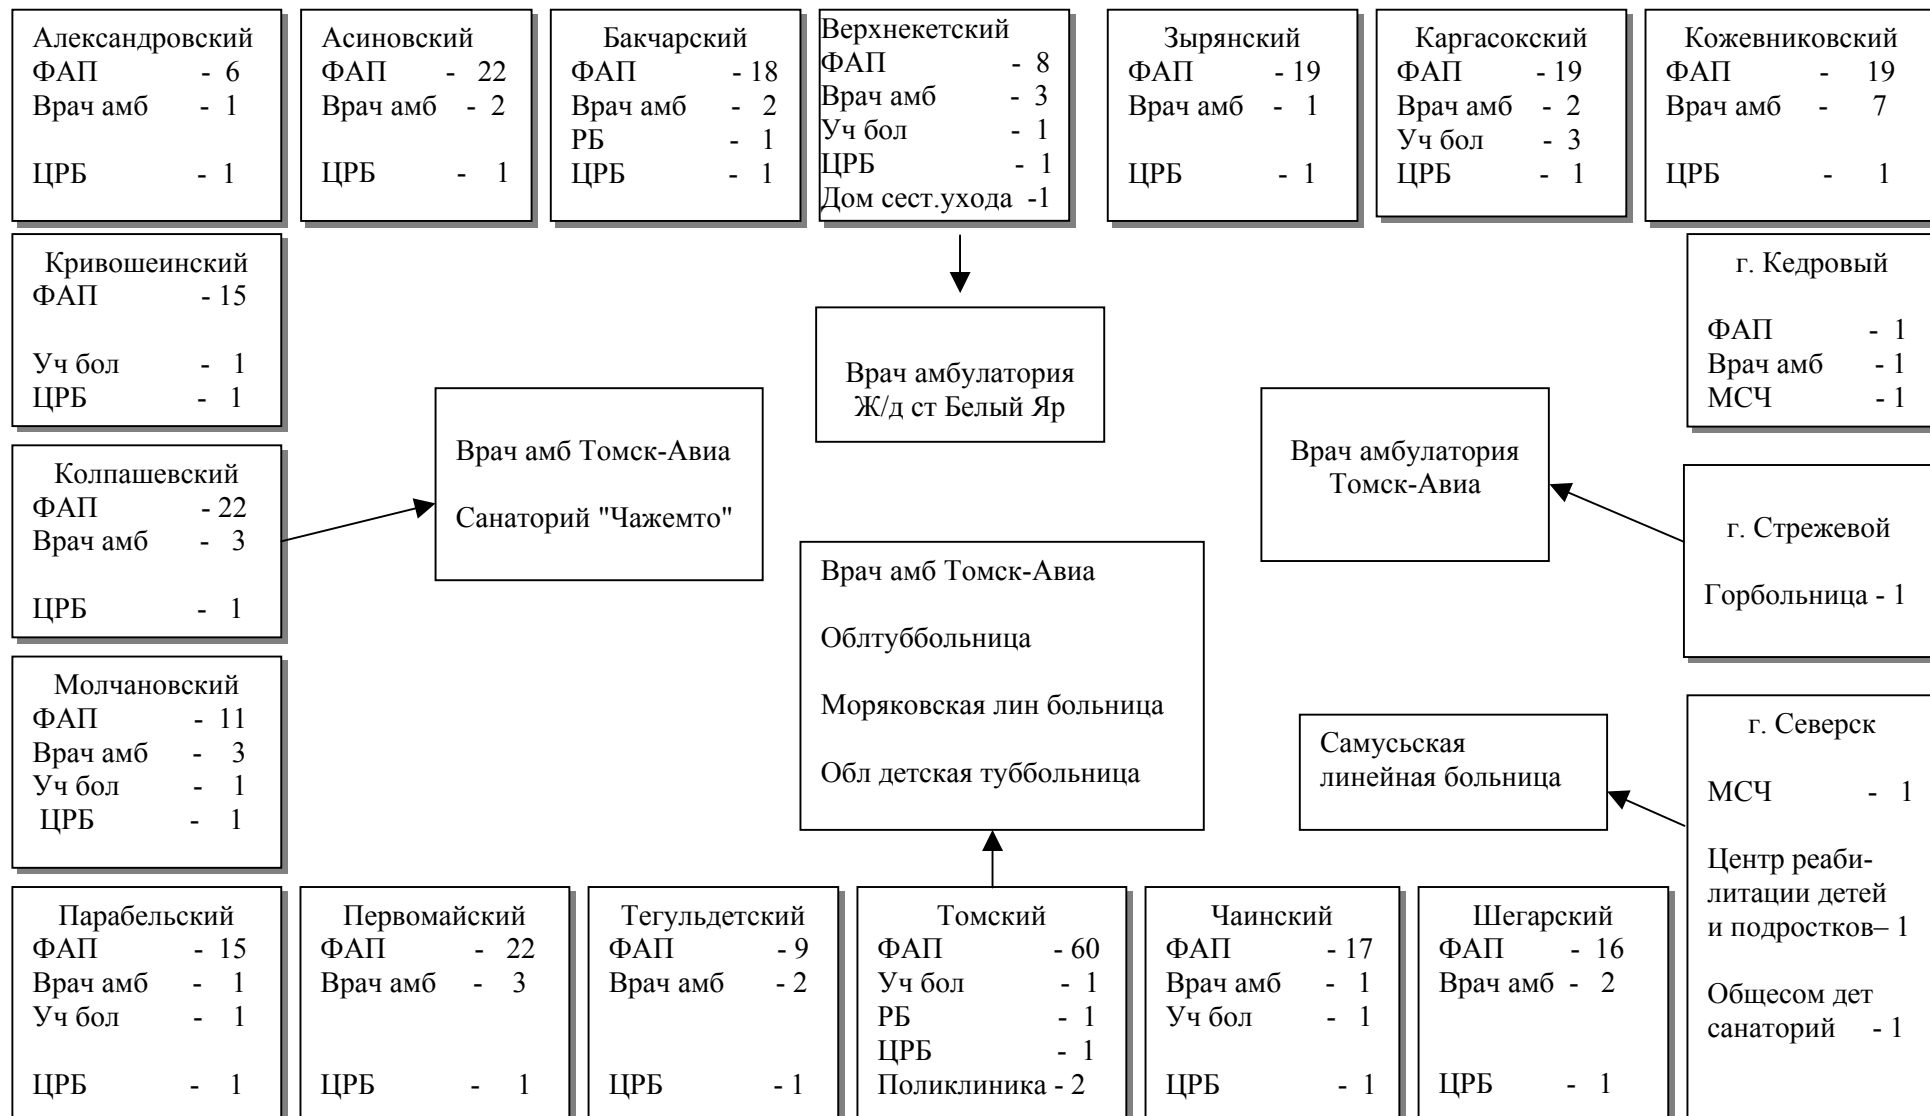 Александровский
ФАП - 6
Врач амб - 1
ЦРБ - 1
Асиновский
ФАП - 22
Врач амб - 2
ЦРБ - 1
Бакчарский
ФАП - 18
Врач амб - 2
РБ - 1
ЦРБ - 1
Верхнекетский
ФАП - 8
Врач амб - 3
Уч бол - 1
ЦРБ - 1
Дом сест.ухода -1
Зырянский
ФАП - 19
Врач амб - 1
ЦРБ - 1
Каргасокский
ФАП - 19
Врач амб - 2
Уч бол - 3
ЦРБ - 1
Кожевниковский
ФАП - 19
Врач амб - 7
ЦРБ - 1
Кривошеинский
ФАП - 15
Уч бол - 1
ЦРБ - 1
Врач амбулатория
Ж/д ст Белый Яр
г. Кедровый
ФАП - 1
Врач амб - 1
МСЧ - 1
Колпашевский
ФАП - 22
Врач амб - 3
ЦРБ - 1
Врач амб Томск-Авиа
Санаторий "Чажемто"
Врач амбулатория
Томск-Авиа
г. Стрежевой
Горбольница - 1
Врач амб Томск-Авиа
Облтуббольница
Моряковская лин больница
Обл детская туббольница
Молчановский
ФАП - 11
Врач амб - 3
Уч бол - 1
ЦРБ - 1
Самусьская
линейная больница
г. Северск
МСЧ - 1
Центр реаби-
литации детей
и подростков– 1
Общесом дет
санаторий - 1
Парабельский
ФАП - 15
Врач амб - 1
Уч бол - 1
ЦРБ - 1
Первомайский
ФАП - 22
Врач амб - 3
ЦРБ - 1
Тегульдетский
ФАП - 9
Врач амб - 2
ЦРБ - 1
Томский
ФАП - 60
Уч бол - 1
РБ - 1
ЦРБ - 1
Поликлиника - 2
Чаинский
ФАП - 17
Врач амб - 1
Уч бол - 1
ЦРБ - 1
Шегарский
ФАП - 16
Врач амб - 2
ЦРБ - 1